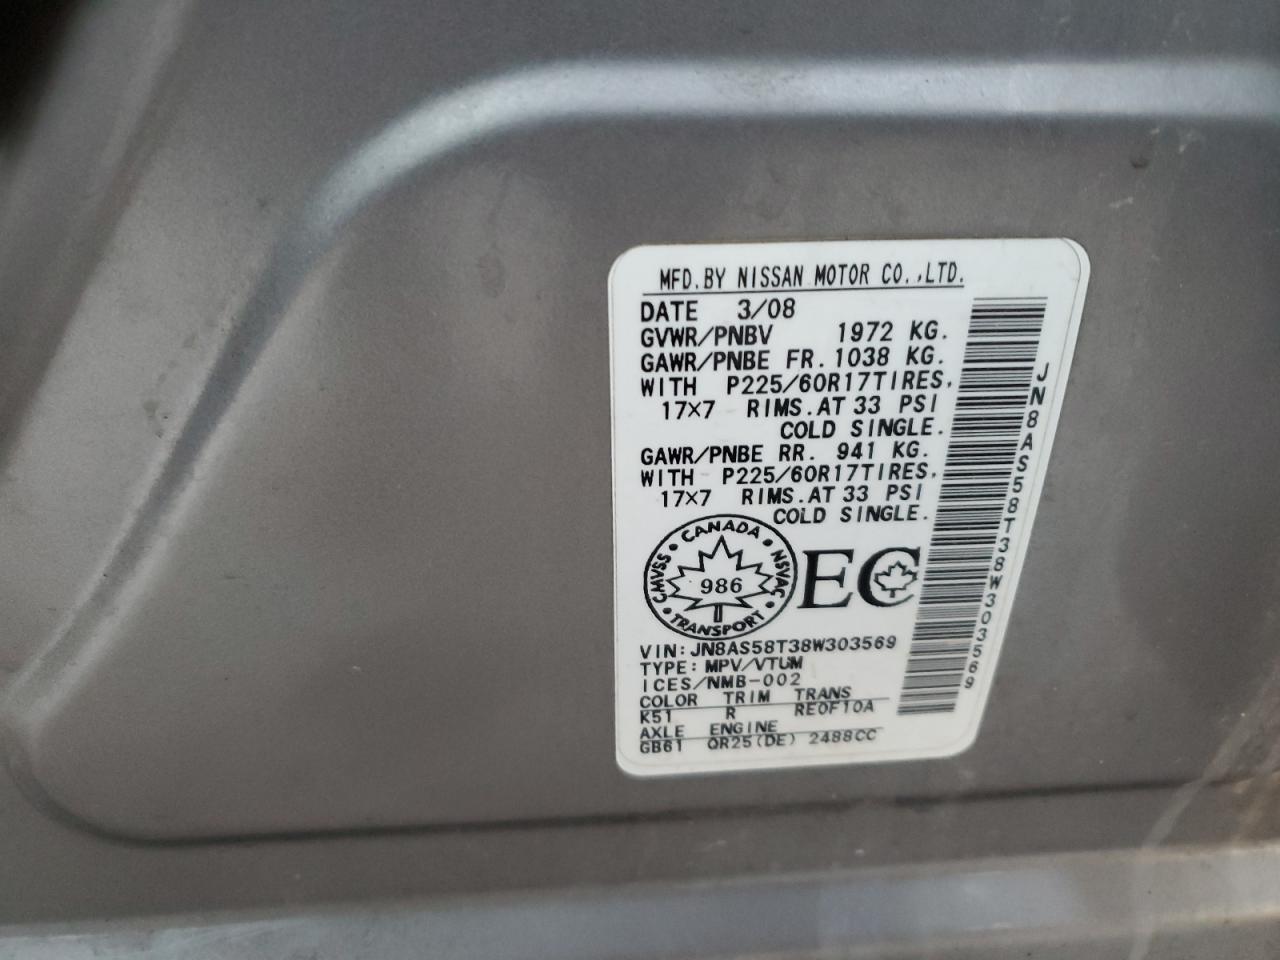 MFD.BY NISSAN MOTOR CO.,LTD.
DATE 3/08
GVWR/PNBV 1972 KG.
GAWR/PNBE FR. 1038 KG.
WITH P225/60R17TIRES.
17×7 RIMS.AT 33 PSI
COLD SINGLE.
GAWR/PNBE RR. 941 KG.
WITH P225/60R17TIRES.
17×7 RIMS.AT 33 PSI
COLD SINGLE.
CANADA
CMVSS NSVAC
986
TRANSPORT
EC
VIN:JN8AS58T38W303569
TYPE:MPV/VTUM
ICES/NMB-002
COLOR TRIM TRANS
K51 R RE0F10A
AXLE ENGINE
GB61 QR25(DE) 2488CC
JN8AS58T38W303569